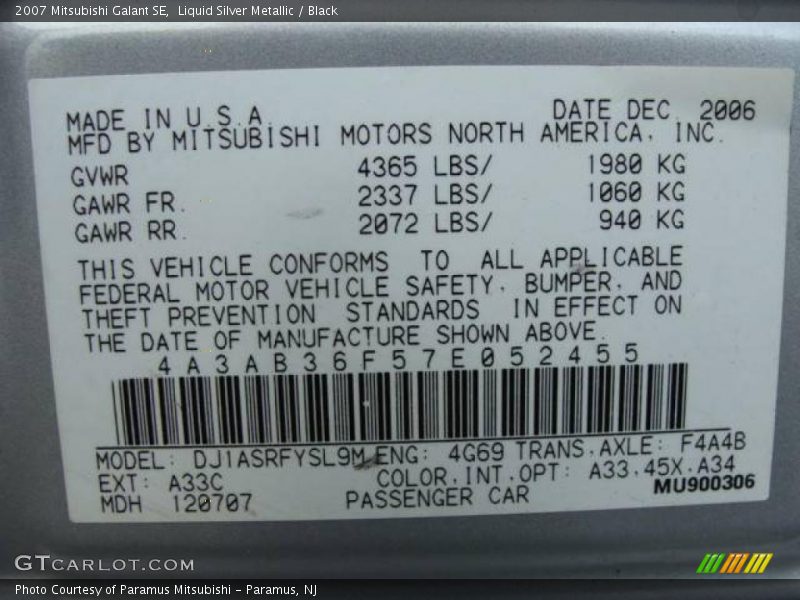 2007 Mitsubishi Galant SE, Liquid Silver Metallic / Black
MADE IN U.S.A. DATE DEC. 2006
MFD BY MITSUBISHI MOTORS NORTH AMERICA, INC.
GVWR 4365 LBS/ 1980 KG
GAWR FR. 2337 LBS/ 1060 KG
GAWR RR. 2072 LBS/ 940 KG
THIS VEHICLE CONFORMS TO ALL APPLICABLE
FEDERAL MOTOR VEHICLE SAFETY, BUMPER, AND
THEFT PREVENTION STANDARDS IN EFFECT ON
THE DATE OF MANUFACTURE SHOWN ABOVE.
4A3AB36F57E052455
MODEL: DJ1ASRFYSL9M ENG: 4G69 TRANS.AXLE: F4A4B
EXT: A33C COLOR.INT.OPT: A33.45X.A34
MDH 120707 PASSENGER CAR MU900306
GTCARLOT.COM
Photo Courtesy of Paramus Mitsubishi - Paramus, NJ